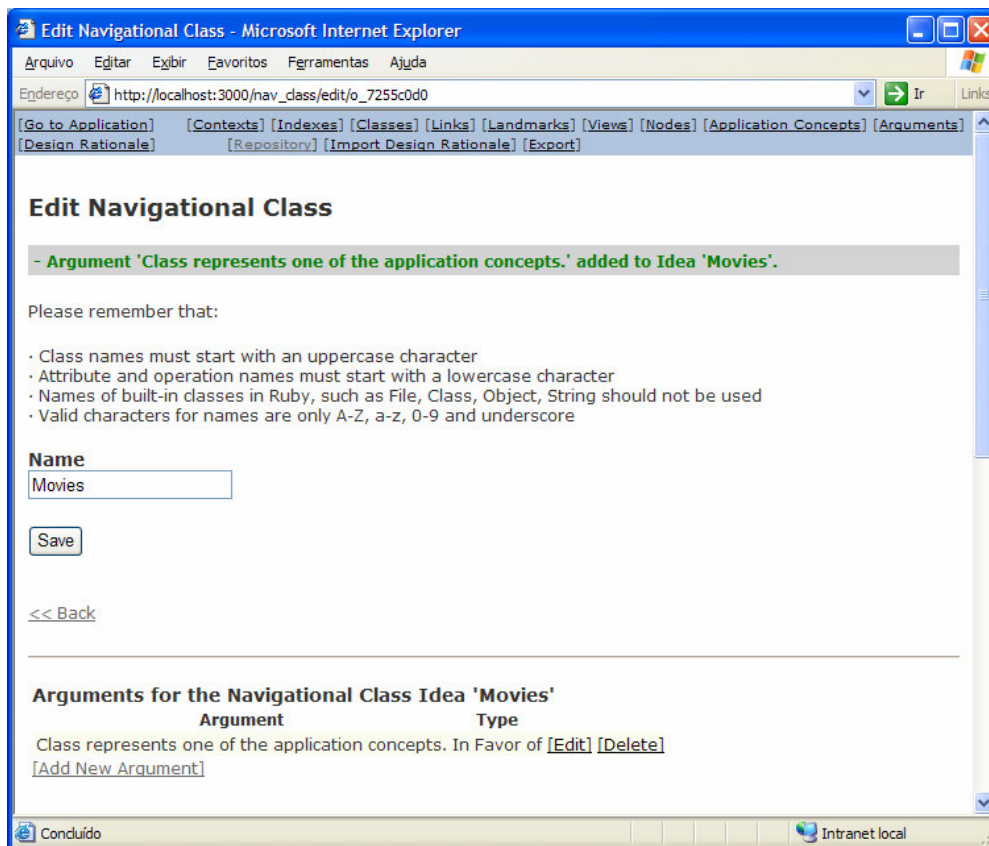 Edit Navigational Class - Microsoft Internet Explorer
Arquivo Editar Exibir Favoritos Ferramentas Ajuda
Endereço http://localhost:3000/nav_class/edit/o_7255c0d0 Ir Links
[Go to Application] [Contexts] [Indexes] [Classes] [Links] [Landmarks] [Views] [Nodes] [Application Concepts] [Arguments]
[Design Rationale] [Repository] [Import Design Rationale] [Export]
Edit Navigational Class
- Argument 'Class represents one of the application concepts.' added to Idea 'Movies'.
Please remember that:
· Class names must start with an uppercase character
· Attribute and operation names must start with a lowercase character
· Names of built-in classes in Ruby, such as File, Class, Object, String should not be used
· Valid characters for names are only A-Z, a-z, 0-9 and underscore
Name
Movies
Save
<< Back
Arguments for the Navigational Class Idea 'Movies'
Argument Type
Class represents one of the application concepts. In Favor of [Edit] [Delete]
[Add New Argument]
Concluído Intranet local